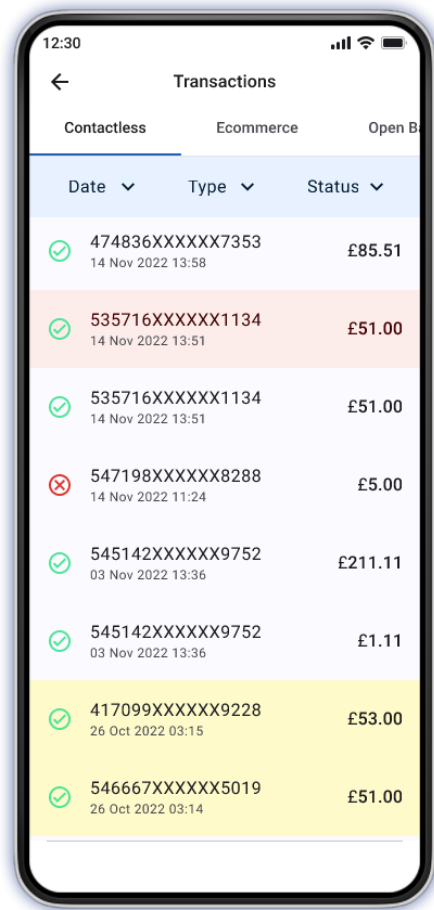 12:30
Transactions
Contactless Ecommerce Open Ba
Date Type Status
474836XXXXXX7353 £85.51
14 Nov 2022 13:58
535716XXXXXX1134 £51.00
14 Nov 2022 13:51
535716XXXXXX1134 £51.00
14 Nov 2022 13:51
547198XXXXXX8288 £5.00
14 Nov 2022 11:24
545142XXXXXX9752 £211.11
03 Nov 2022 13:36
545142XXXXXX9752 £1.11
03 Nov 2022 13:36
417099XXXXXX9228 £53.00
26 Oct 2022 03:15
546667XXXXXX5019 £51.00
26 Oct 2022 03:14